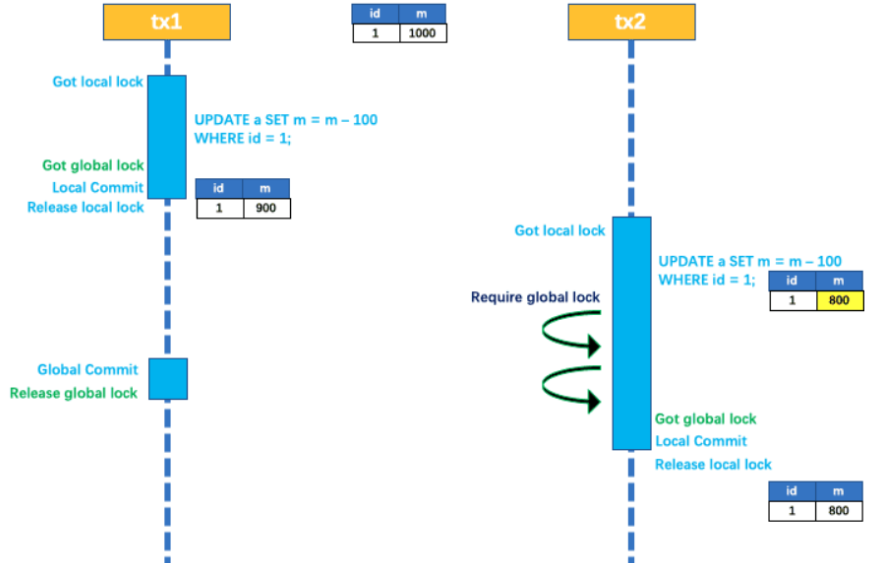 tx1
id m
1 1000
tx2
Got local lock
UPDATE a SET m = m – 100
WHERE id = 1;
Got global lock
Local Commit
Release local lock
id m
1 900
Got local lock
UPDATE a SET m = m – 100
WHERE id = 1;
id m
1 800
Require global lock
Global Commit
Release global lock
Got global lock
Local Commit
Release local lock
id m
1 800